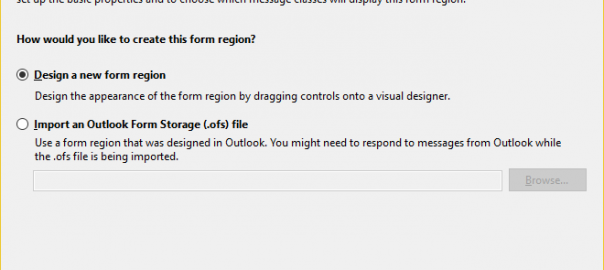 set up the basic properties and to choose which message classes will display this form region.
How would you like to create this form region?
Design a new form region
Design the appearance of the form region by dragging controls onto a visual designer.
Import an Outlook Form Storage (.ofs) file
Use a form region that was designed in Outlook. You might need to respond to messages from Outlook while
the .ofs file is being imported.
Browse...